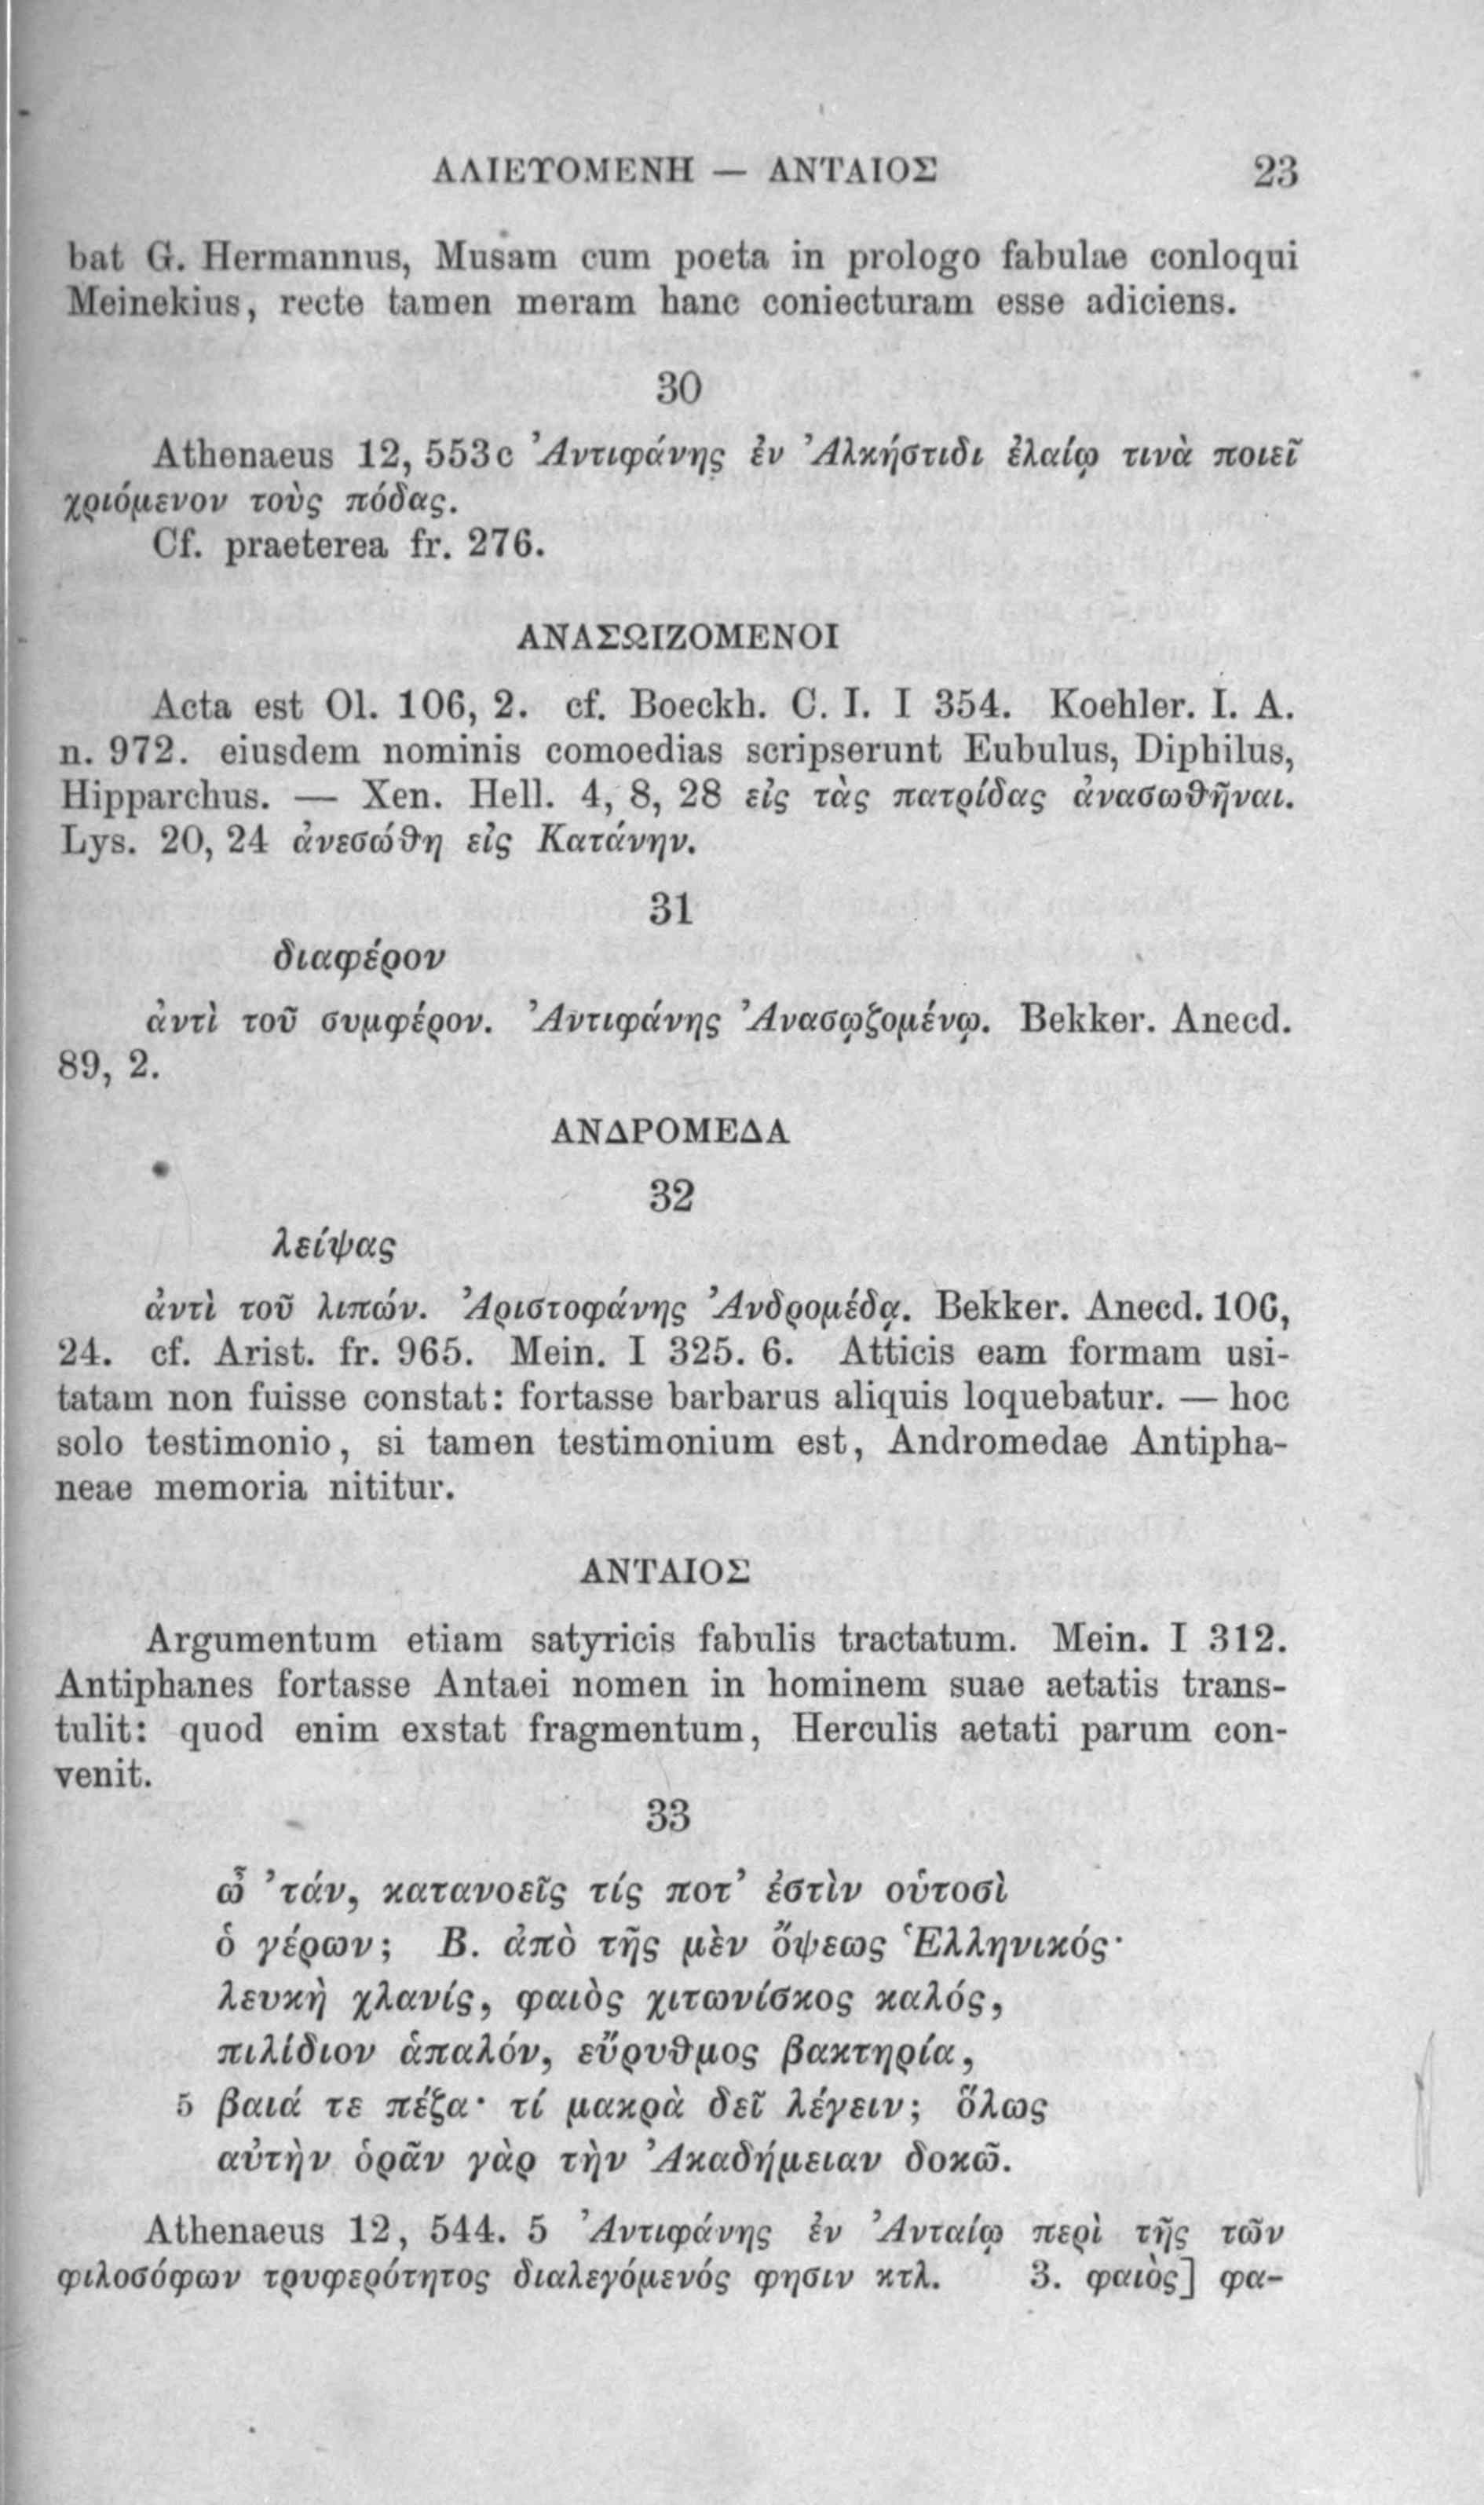 ΑΛΙΕΥΟΜΕΝΗ — ΑΝΤΑΙΟΣ 23
bat G. Hermannus, Musam cum poeta in prologo fabulae conloqui
Meinekius, recte tamen meram hanc coniecturam esse adiciens.
30
Athenaeus 12, 553c Ἀντιφάνης ἐν Ἀλκήστιδι ἐλαίῳ τινὰ ποιεῖ
χριόμενον τοὺς πόδας.
Cf. praeterea fr. 276.
ΑΝΑΣΩΙΖΟΜΕΝΟΙ
Acta est Ol. 106, 2. cf. Boeckh. C. I. I 354. Koehler. I. A.
n. 972. eiusdem nominis comoedias scripserunt Eubulus, Diphilus,
Hipparchus. — Xen. Hell. 4, 8, 28 εἰς τὰς πατρίδας ἀνασωθῆναι.
Lys. 20, 24 ἀνεσώθη εἰς Κατάνην.
31
διαφέρον
ἀντὶ τοῦ συμφέρον. Ἀντιφάνης Ἀνασῳζομένῳ. Bekker. Anecd.
89, 2.
ΑΝΔΡΟΜΕΔΑ
32
λείψας
ἀντὶ τοῦ λιπών. Ἀριστοφάνης Ἀνδρομέδᾳ. Bekker. Anecd. 106,
24. cf. Arist. fr. 965. Mein. I 325. 6. Atticis eam formam usi-
tatam non fuisse constat: fortasse barbarus aliquis loquebatur. — hoc
solo testimonio, si tamen testimonium est, Andromedae Antipha-
neae memoria nititur.
ΑΝΤΑΙΟΣ
Argumentum etiam satyricis fabulis tractatum. Mein. I 312.
Antiphanes fortasse Antaei nomen in hominem suae aetatis trans-
tulit: quod enim exstat fragmentum, Herculis aetati parum con-
venit.
33
ὦ ᾽τάν, κατανοεῖς τίς ποτ᾽ ἐστὶν οὑτοσὶ
ὁ γέρων; Β. ἀπὸ τῆς μὲν ὄψεως Ἑλληνικός·
λευκὴ χλανίς, φαιὸς χιτωνίσκος καλός,
πιλίδιον ἁπαλόν, εὔρυθμος βακτηρία,
5 βαιά τε πέζα· τί μακρὰ δεῖ λέγειν; ὅλως
αὐτὴν ὁρᾶν γὰρ τὴν Ἀκαδήμειαν δοκῶ.
Athenaeus 12, 544. 5 Ἀντιφάνης ἐν Ἀνταίῳ περὶ τῆς τῶν
φιλοσόφων τρυφερότητος διαλεγόμενός φησιν κτλ. 3. φαιὸς] φα-